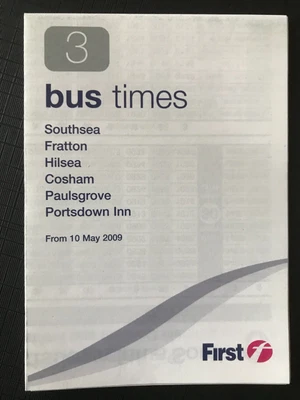 3
bus times
Southsea
Fratton
Hilsea
Cosham
Paulsgrove
Portsdown Inn
From 10 May 2009
First